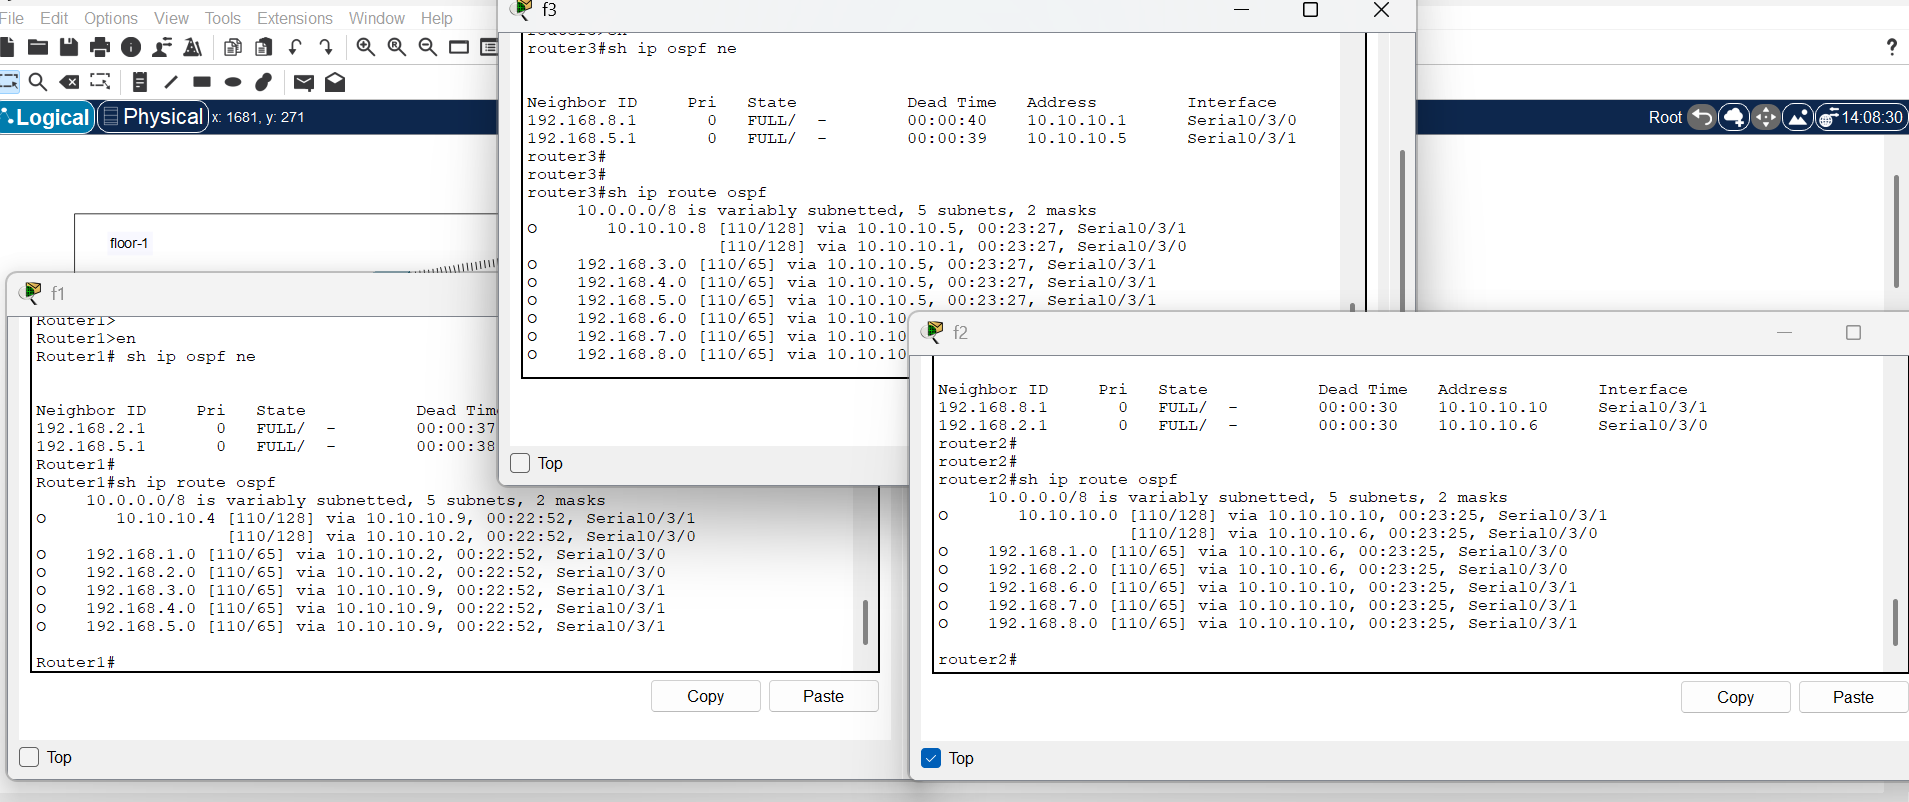 File Edit Options View Tools Extensions Window Help
Logical Physical x: 1681, y: 271
Root 14:08:30
?
floor-1
f3
router3#sh ip ospf ne
Neighbor ID Pri State Dead Time Address Interface
192.168.8.1 0 FULL/ - 00:00:40 10.10.10.1 Serial0/3/0
192.168.5.1 0 FULL/ - 00:00:39 10.10.10.5 Serial0/3/1
router3#
router3#
router3#sh ip route ospf
10.0.0.0/8 is variably subnetted, 5 subnets, 2 masks
O 10.10.10.8 [110/128] via 10.10.10.5, 00:23:27, Serial0/3/1
[110/128] via 10.10.10.1, 00:23:27, Serial0/3/0
O 192.168.3.0 [110/65] via 10.10.10.5, 00:23:27, Serial0/3/1
O 192.168.4.0 [110/65] via 10.10.10.5, 00:23:27, Serial0/3/1
O 192.168.5.0 [110/65] via 10.10.10.5, 00:23:27, Serial0/3/1
O 192.168.6.0 [110/65] via 10.10.10
O 192.168.7.0 [110/65] via 10.10.10
O 192.168.8.0 [110/65] via 10.10.10
Top
f1
Router1>
Router1>en
Router1# sh ip ospf ne
Neighbor ID Pri State Dead Tim
192.168.2.1 0 FULL/ - 00:00:37
192.168.5.1 0 FULL/ - 00:00:38
Router1#
Router1#sh ip route ospf
10.0.0.0/8 is variably subnetted, 5 subnets, 2 masks
O 10.10.10.4 [110/128] via 10.10.10.9, 00:22:52, Serial0/3/1
[110/128] via 10.10.10.2, 00:22:52, Serial0/3/0
O 192.168.1.0 [110/65] via 10.10.10.2, 00:22:52, Serial0/3/0
O 192.168.2.0 [110/65] via 10.10.10.2, 00:22:52, Serial0/3/0
O 192.168.3.0 [110/65] via 10.10.10.9, 00:22:52, Serial0/3/1
O 192.168.4.0 [110/65] via 10.10.10.9, 00:22:52, Serial0/3/1
O 192.168.5.0 [110/65] via 10.10.10.9, 00:22:52, Serial0/3/1
Router1#
Copy Paste
Top
f2
Neighbor ID Pri State Dead Time Address Interface
192.168.8.1 0 FULL/ - 00:00:30 10.10.10.10 Serial0/3/1
192.168.2.1 0 FULL/ - 00:00:30 10.10.10.6 Serial0/3/0
router2#
router2#
router2#sh ip route ospf
10.0.0.0/8 is variably subnetted, 5 subnets, 2 masks
O 10.10.10.0 [110/128] via 10.10.10.10, 00:23:25, Serial0/3/1
[110/128] via 10.10.10.6, 00:23:25, Serial0/3/0
O 192.168.1.0 [110/65] via 10.10.10.6, 00:23:25, Serial0/3/0
O 192.168.2.0 [110/65] via 10.10.10.6, 00:23:25, Serial0/3/0
O 192.168.6.0 [110/65] via 10.10.10.10, 00:23:25, Serial0/3/1
O 192.168.7.0 [110/65] via 10.10.10.10, 00:23:25, Serial0/3/1
O 192.168.8.0 [110/65] via 10.10.10.10, 00:23:25, Serial0/3/1
router2#
Copy Paste
Top